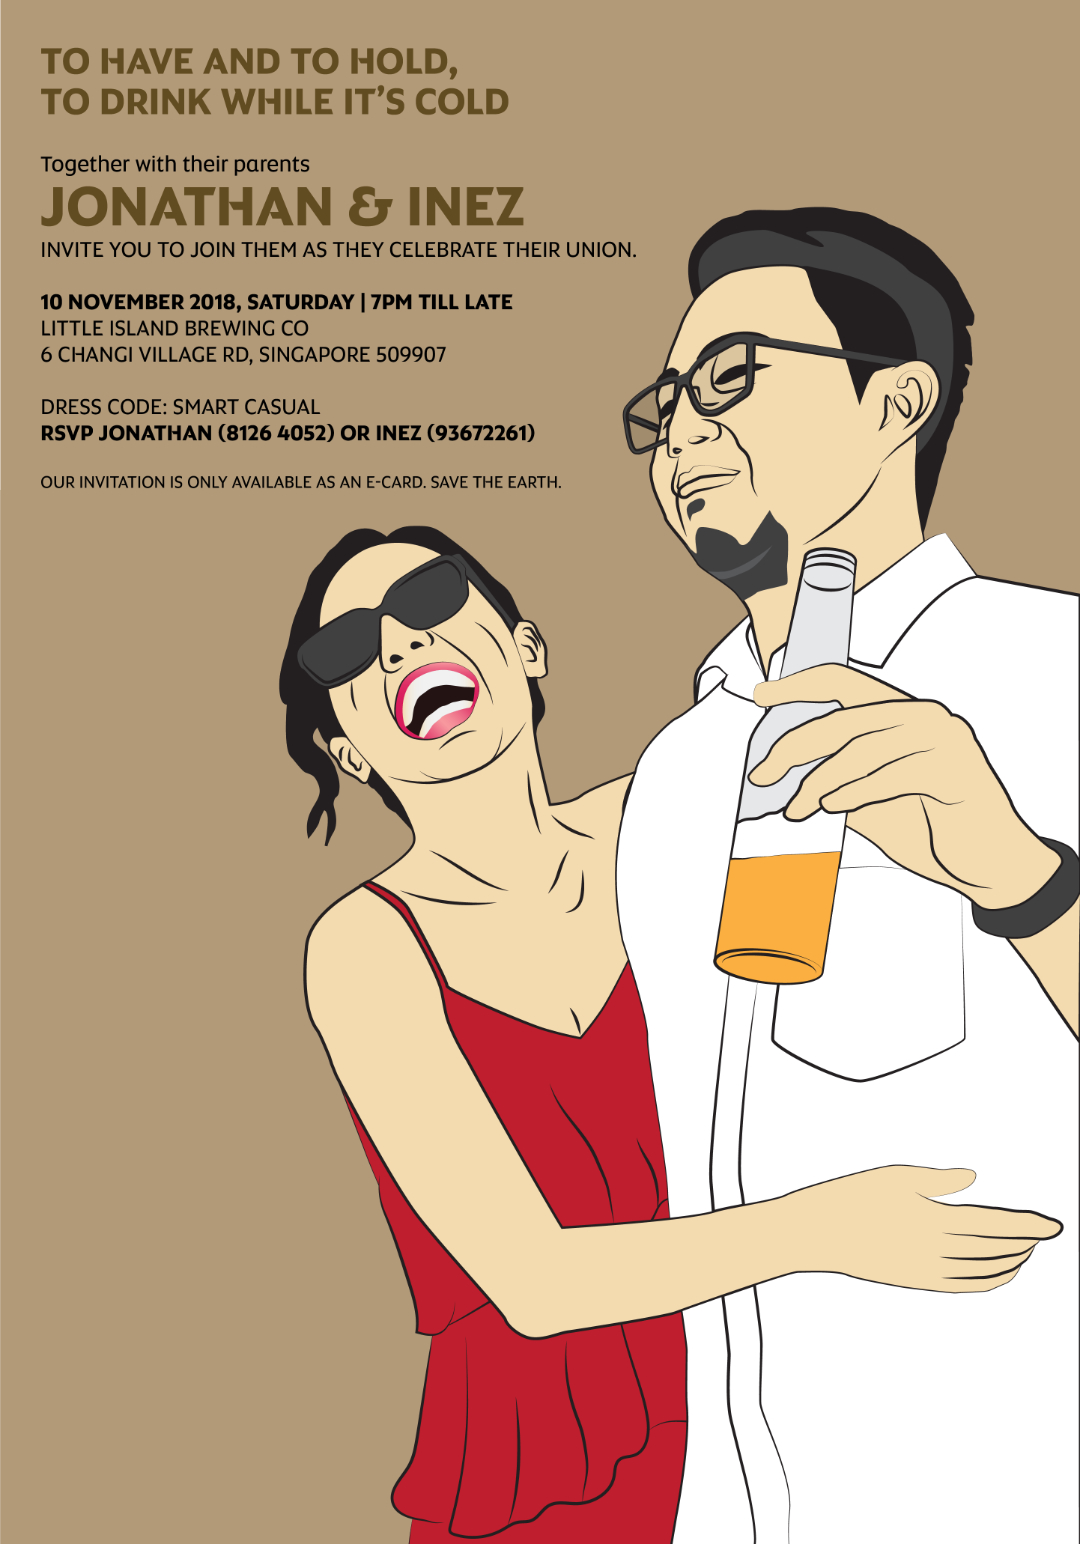 TO HAVE AND TO HOLD,
TO DRINK WHILE IT’S COLD
Together with their parents
JONATHAN & INEZ
INVITE YOU TO JOIN THEM AS THEY CELEBRATE THEIR UNION.
10 NOVEMBER 2018, SATURDAY | 7PM TILL LATE
LITTLE ISLAND BREWING CO
6 CHANGI VILLAGE RD, SINGAPORE 509907
DRESS CODE: SMART CASUAL
RSVP JONATHAN (8126 4052) OR INEZ (93672261)
OUR INVITATION IS ONLY AVAILABLE AS AN E-CARD. SAVE THE EARTH.